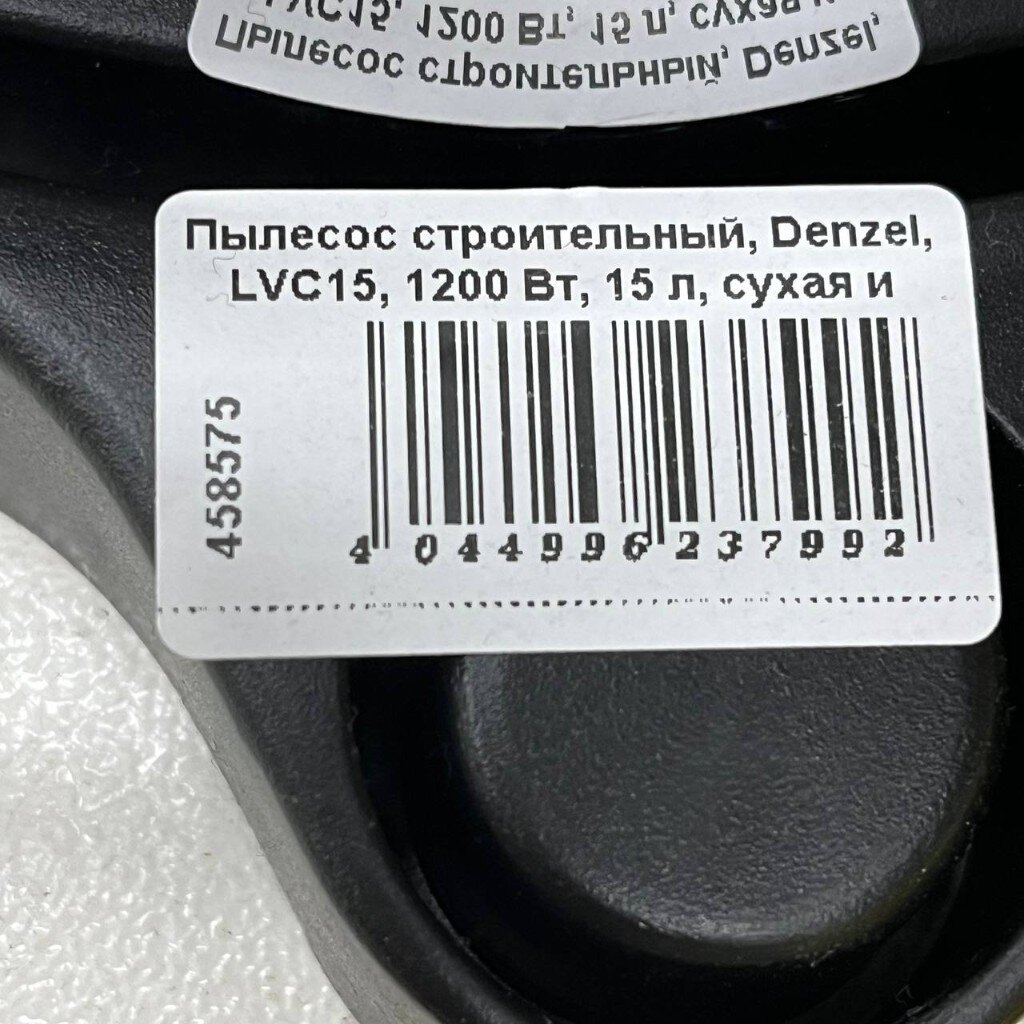 Пылесос строительный, Denzel,
LVC15, 1200 Вт, 15 л, сухая и
458575
4 044996 237992